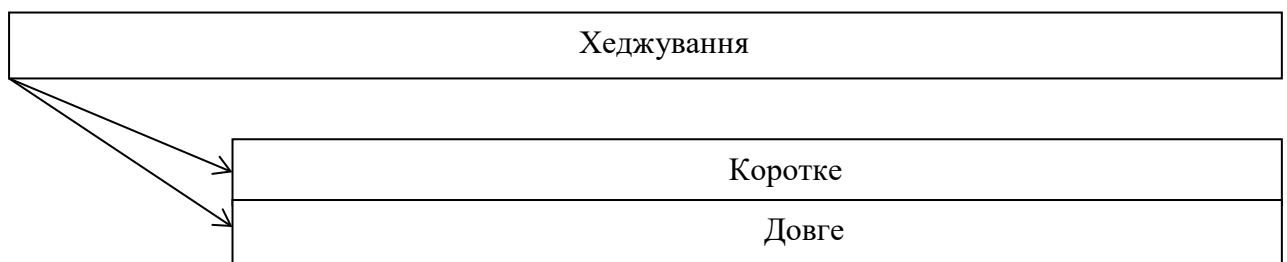 Хеджування
Коротке
Довге